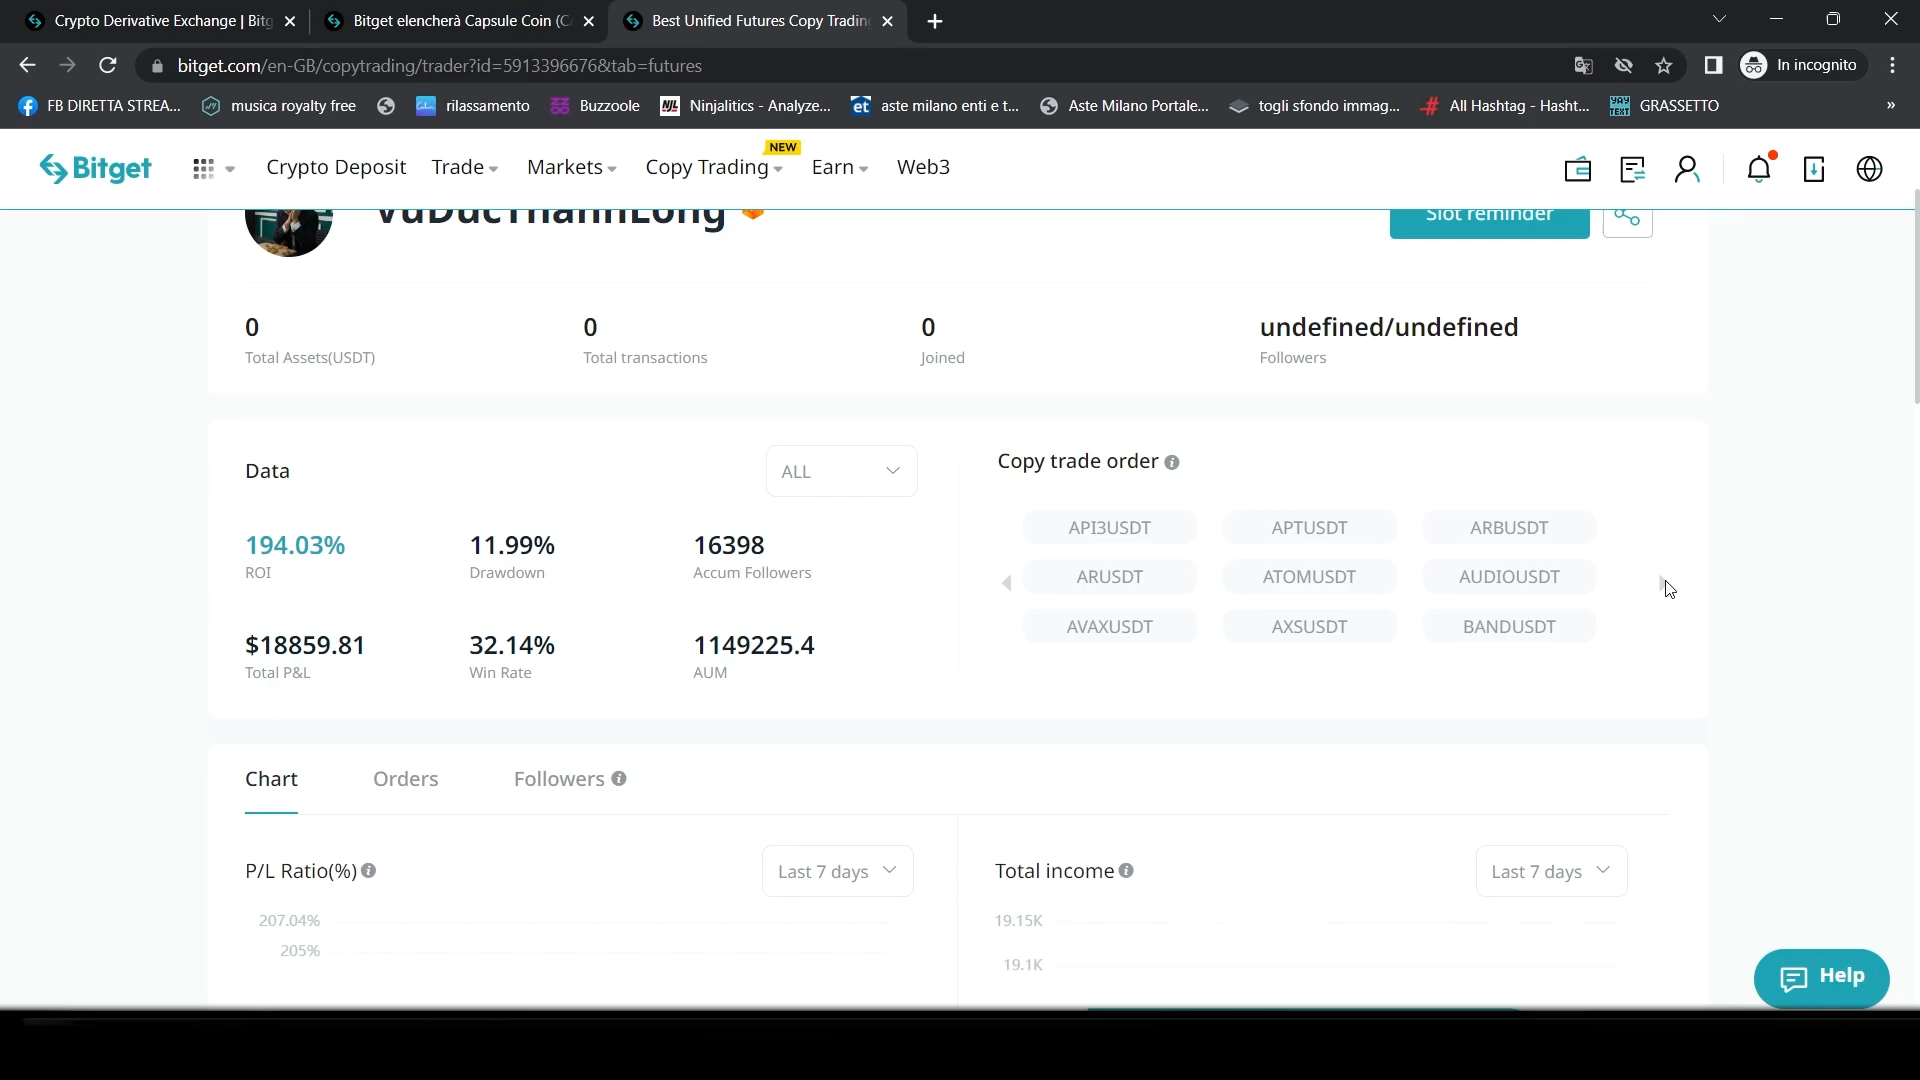 Crypto Derivative Exchange | Bitg
Bitget elencherà Capsule Coin (C
Best Unified Futures Copy Trading
bitget.com/en-GB/copytrading/trader?id=5913396676&tab=futures
In incognito
FB DIRETTA STREA...
musica royalty free
rilassamento
Buzzoole
NJL
Ninjalitics - Analyze...
et
aste milano enti e t...
Aste Milano Portale...
togli sfondo immag...
All Hashtag - Hasht...
YAY TEXT
GRASSETTO
»
Bitget
Crypto Deposit
Trade
Markets
Copy Trading
NEW
Earn
Web3
VuDucThanhLong
Slot reminder
0
0
0
undefined/undefined
Total Assets(USDT)
Total transactions
Joined
Followers
Data
ALL
194.03%
11.99%
16398
ROI
Drawdown
Accum Followers
$18859.81
32.14%
1149225.4
Total P&L
Win Rate
AUM
Copy trade order
API3USDT
APTUSDT
ARBUSDT
ARUSDT
ATOMUSDT
AUDIOUSDT
AVAXUSDT
AXSUSDT
BANDUSDT
Chart
Orders
Followers
P/L Ratio(%)
Last 7 days
207.04%
205%
Total income
Last 7 days
19.15K
19.1K
Help